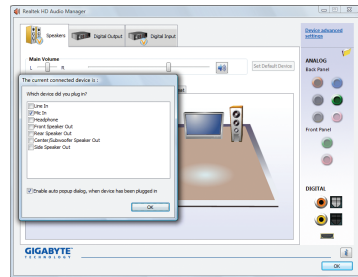 Realtek HD Audio Manager
Speakers
Digital Output
Digital Input
Device advanced settings
Main Volume
L
R
Set Default Device
ANALOG
Back Panel
The current connected device is :
Which device did you plug in?
Line In
Mic In
Headphone
Front Speaker Out
Rear Speaker Out
Center/Subwoofer Speaker Out
Side Speaker Out
Enable auto popup dialog, when device has been plugged in
OK
Front Panel
DIGITAL
GIGABYTE
TECHNOLOGY
i
OK